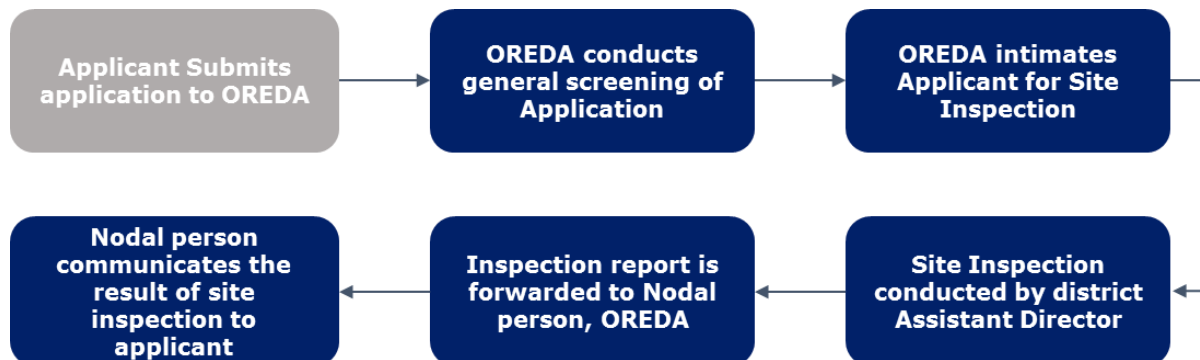 Applicant Submits
application to OREDA
OREDA conducts
general screening of
Application
OREDA intimates
Applicant for Site
Inspection
Site Inspection
conducted by district
Assistant Director
Inspection report is
forwarded to Nodal
person, OREDA
Nodal person
communicates the
result of site
inspection to
applicant